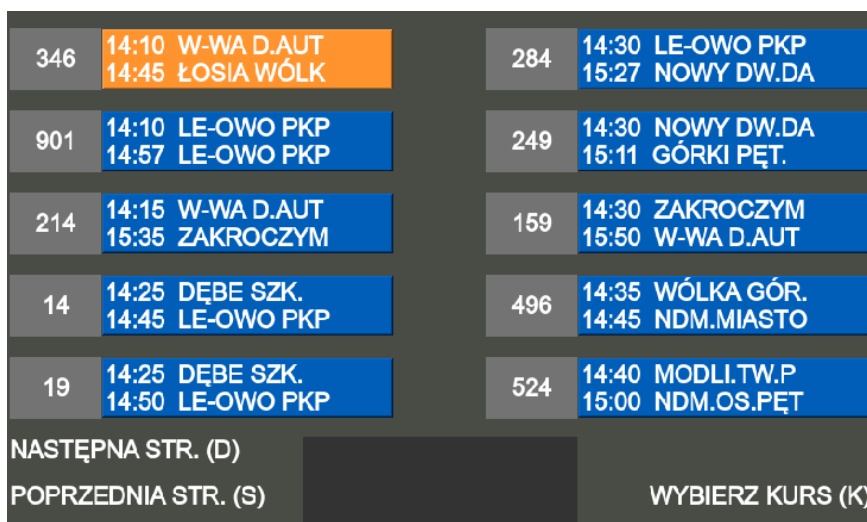 346
14:10 W-WA D.AUT
14:45 ŁOSIA WÓLK
901
14:10 LE-OWO PKP
14:57 LE-OWO PKP
214
14:15 W-WA D.AUT
15:35 ZAKROCZYM
14
14:25 DĘBE SZK.
14:45 LE-OWO PKP
19
14:25 DĘBE SZK.
14:50 LE-OWO PKP
284
14:30 LE-OWO PKP
15:27 NOWY DW.DA
249
14:30 NOWY DW.DA
15:11 GÓRKI PĘT.
159
14:30 ZAKROCZYM
15:50 W-WA D.AUT
496
14:35 WÓLKA GÓR.
14:45 NDM.MIASTO
524
14:40 MODLI.TW.P
15:00 NDM.OS.PĘT
NASTĘPNA STR. (D)
POPRZEDNIA STR. (S)
WYBIERZ KURS (K)